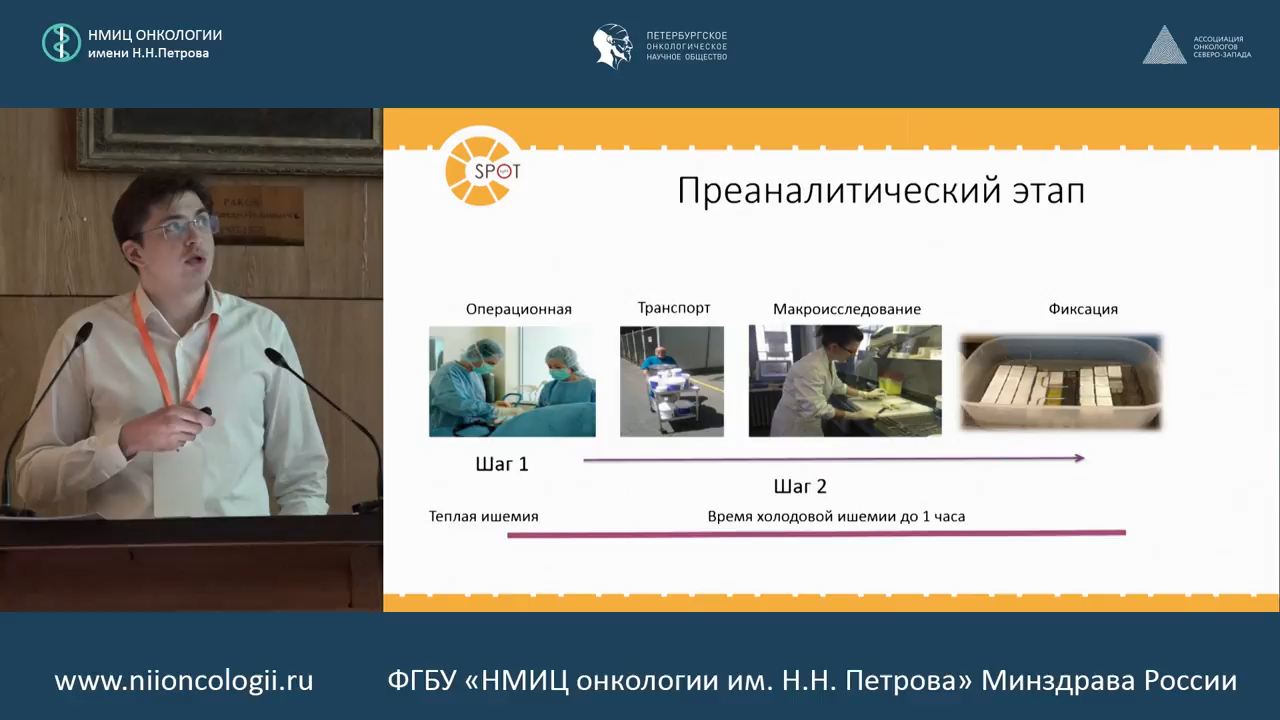 НМИЦ ОНКОЛОГИИ
имени Н.Н.Петрова
ПЕТЕРБУРГСКОЕ
ОНКОЛОГИЧЕСКОЕ
НАУЧНОЕ ОБЩЕСТВО
АССОЦИАЦИЯ
ОНКОЛОГОВ
СЕВЕРО-ЗАПАДА
SPOT
Преаналитический этап
Операционная
Транспорт
Макроисследование
Фиксация
Шаг 1
Шаг 2
Теплая ишемия
Время холодовой ишемии до 1 часа
www.niioncologii.ru
ФГБУ «НМИЦ онкологии им. Н.Н. Петрова» Минздрава России